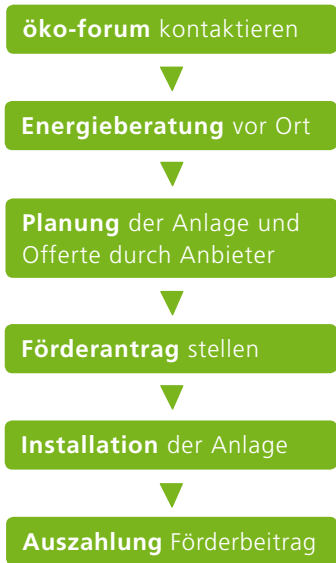 öko-forum kontaktieren
Energieberatung vor Ort
Planung der Anlage und
Offerte durch Anbieter
Förderantrag stellen
Installation der Anlage
Auszahlung Förderbeitrag